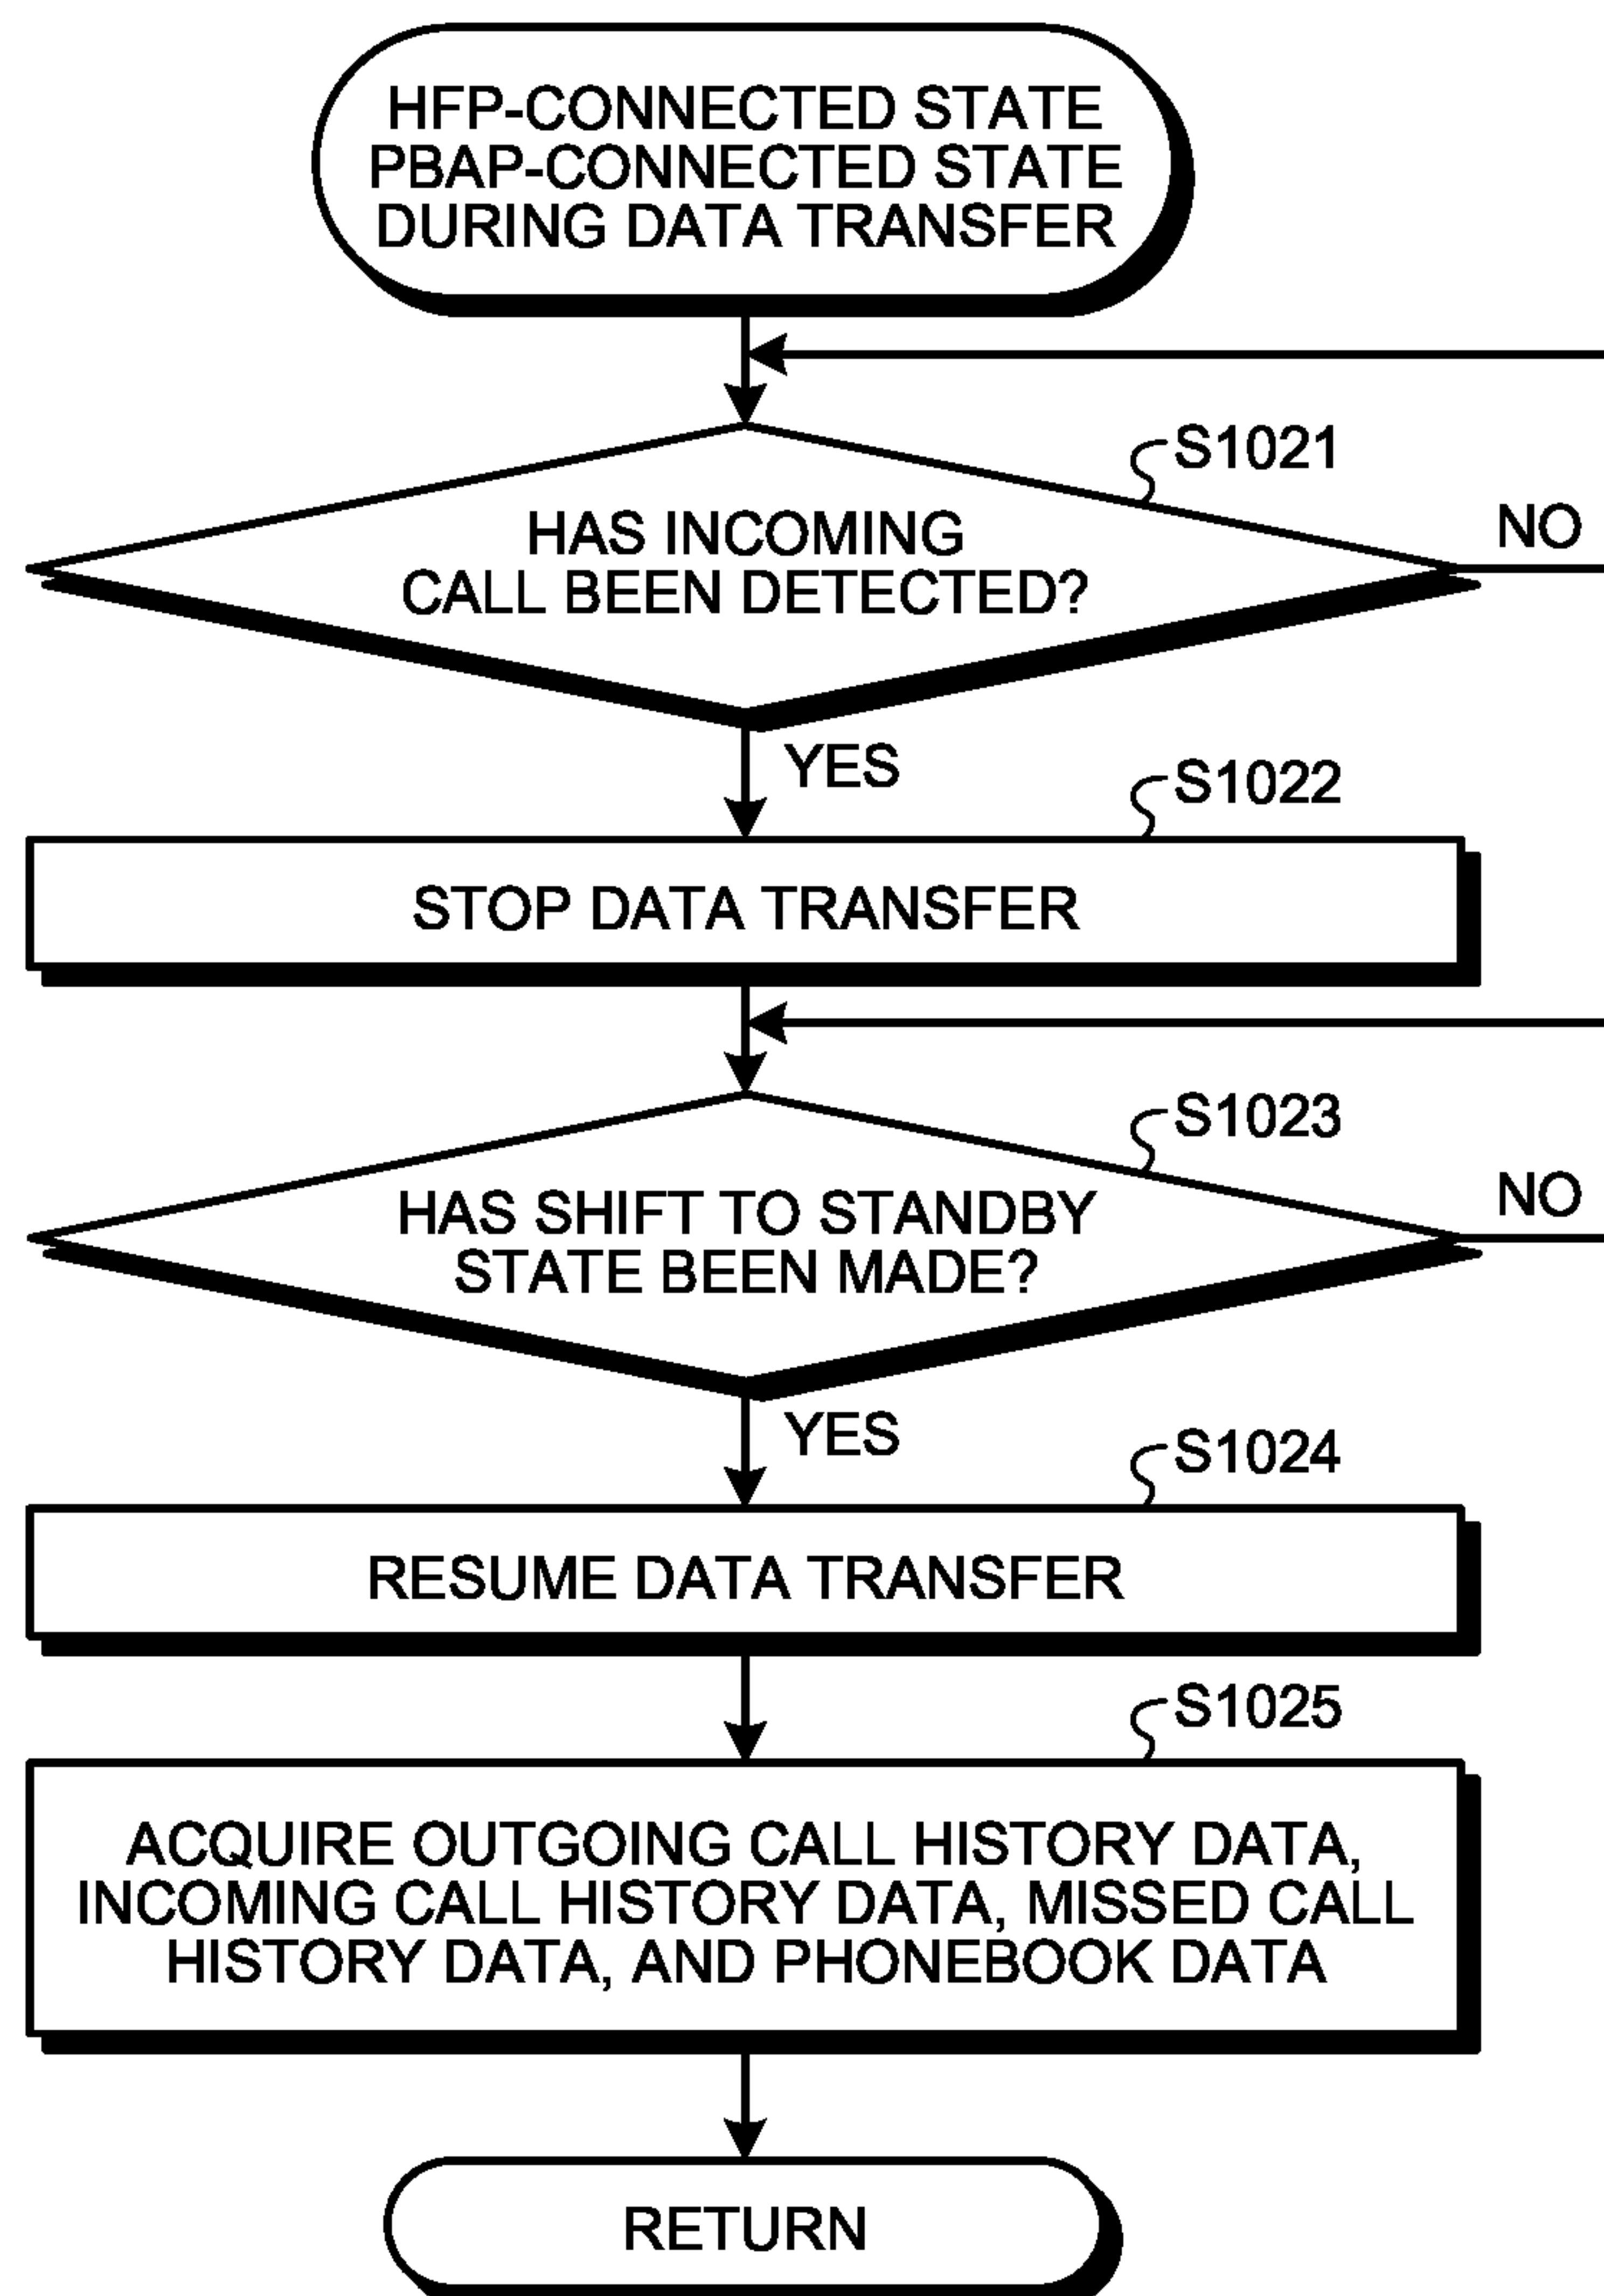 HFP-CONNECTED STATE
PBAP-CONNECTED STATE
DURING DATA TRANSFER
S1021
HAS INCOMING
CALL BEEN DETECTED?
NO
YES
S1022
STOP DATA TRANSFER
S1023
HAS SHIFT TO STANDBY
STATE BEEN MADE?
NO
YES
S1024
RESUME DATA TRANSFER
S1025
ACQUIRE OUTGOING CALL HISTORY DATA,
INCOMING CALL HISTORY DATA, MISSED CALL
HISTORY DATA, AND PHONEBOOK DATA
RETURN